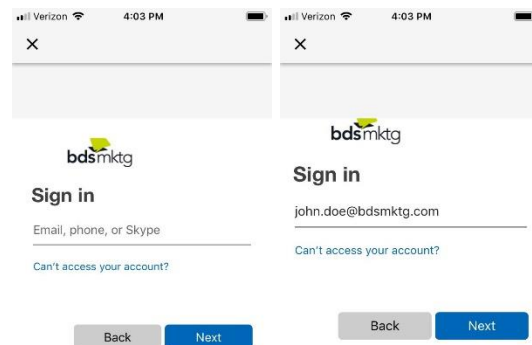 Verizon 4:03 PM
bdsmktg
Sign in
Email, phone, or Skype
Can't access your account?
Back Next
Verizon 4:03 PM
bdsmktg
Sign in
john.doe@bdsmktg.com
Can't access your account?
Back Next